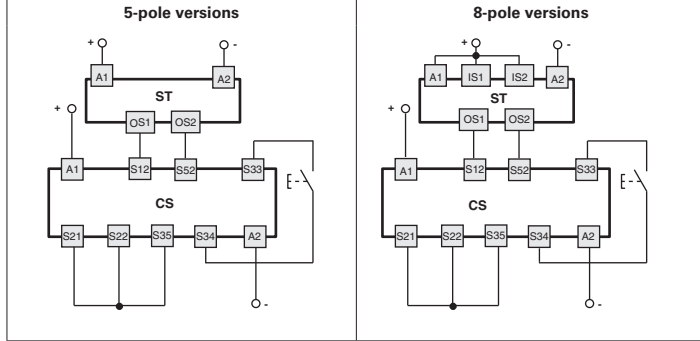 5-pole versions
+ -
A1 A2
ST
OS1 OS2
+
A1 S12 S52 S33
CS
S21 S22 S35 S34 A2
-
8-pole versions
+ -
A1 IS1 IS2 A2
ST
OS1 OS2
+
A1 S12 S52 S33
CS
S21 S22 S35 S34 A2
-